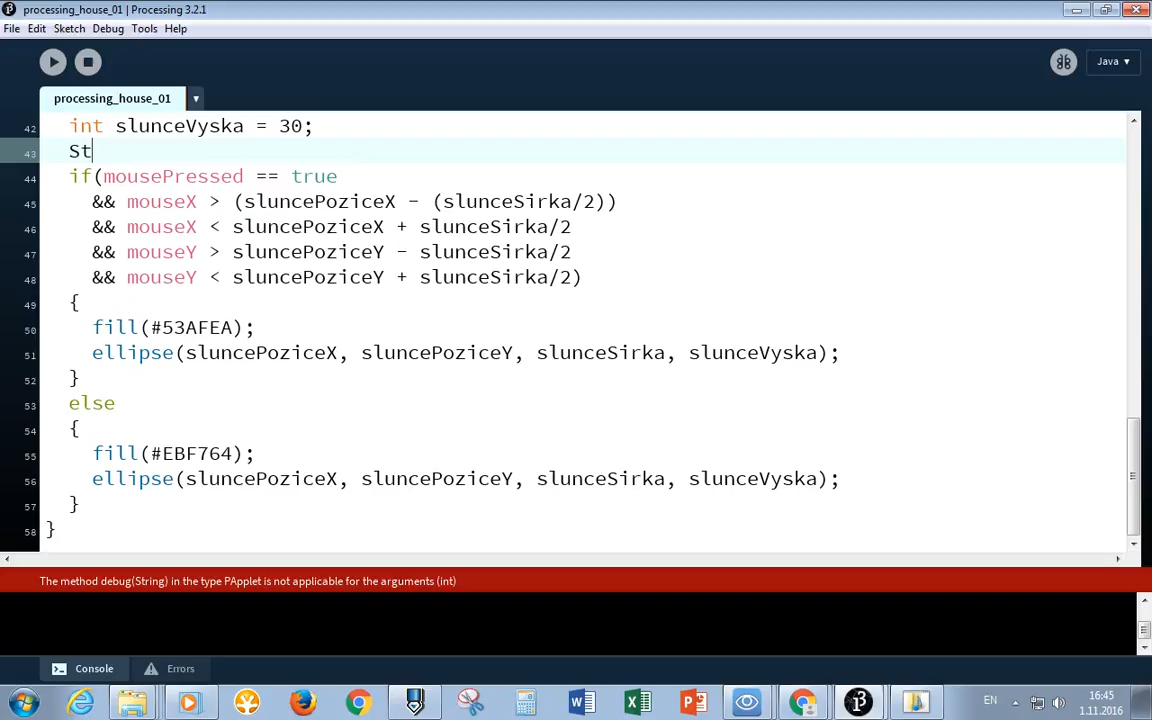 processing_house_01 | Processing 3.2.1
File Edit Sketch Debug Tools Help
Java ▾
processing_house_01 ▾
42 int slunceVyska = 30;
43 St
44 if(mousePressed == true
45 && mouseX > (sluncePoziceX - (slunceSirka/2))
46 && mouseX < sluncePoziceX + slunceSirka/2
47 && mouseY > sluncePoziceY - slunceSirka/2
48 && mouseY < sluncePoziceY + slunceSirka/2)
49 {
50 fill(#53AFEA);
51 ellipse(sluncePoziceX, sluncePoziceY, slunceSirka, slunceVyska);
52 }
53 else
54 {
55 fill(#EBF764);
56 ellipse(sluncePoziceX, sluncePoziceY, slunceSirka, slunceVyska);
57 }
58 }
The method debug(String) in the type PApplet is not applicable for the arguments (int)
Console Errors
EN 16:45
1.11.2016